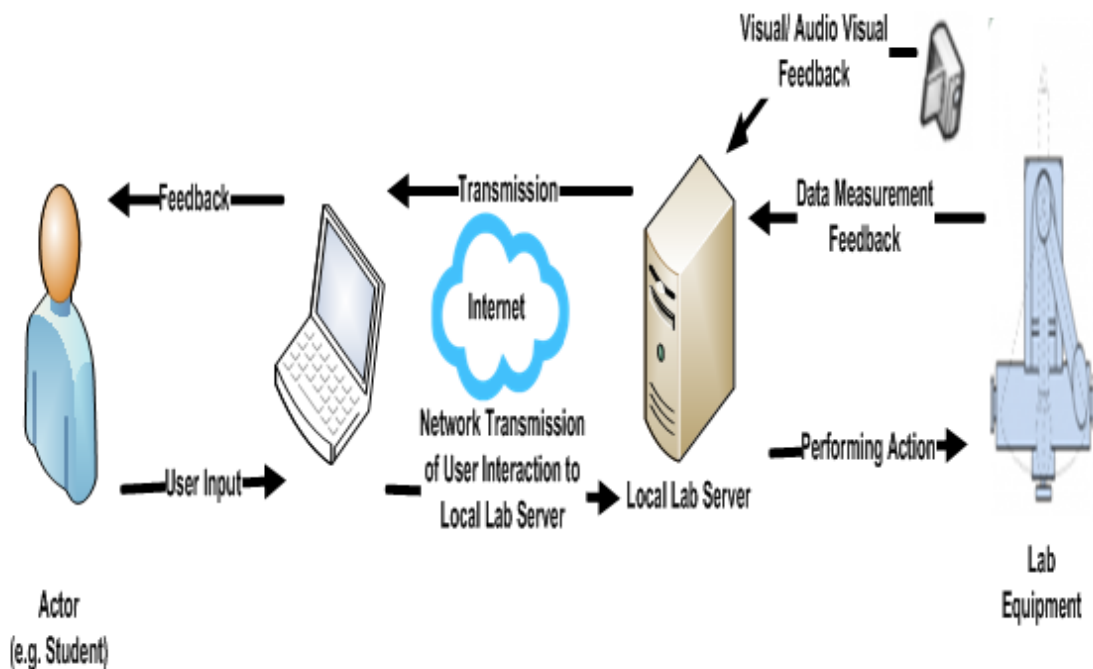 Visual/ Audio Visual
Feedback
Feedback
Transmission
Data Measurement
Feedback
Internet
Network Transmission
of User Interaction to
Local Lab Server
User Input
Local Lab Server
Performing Action
Lab
Equipment
Actor
(e.g. Student)